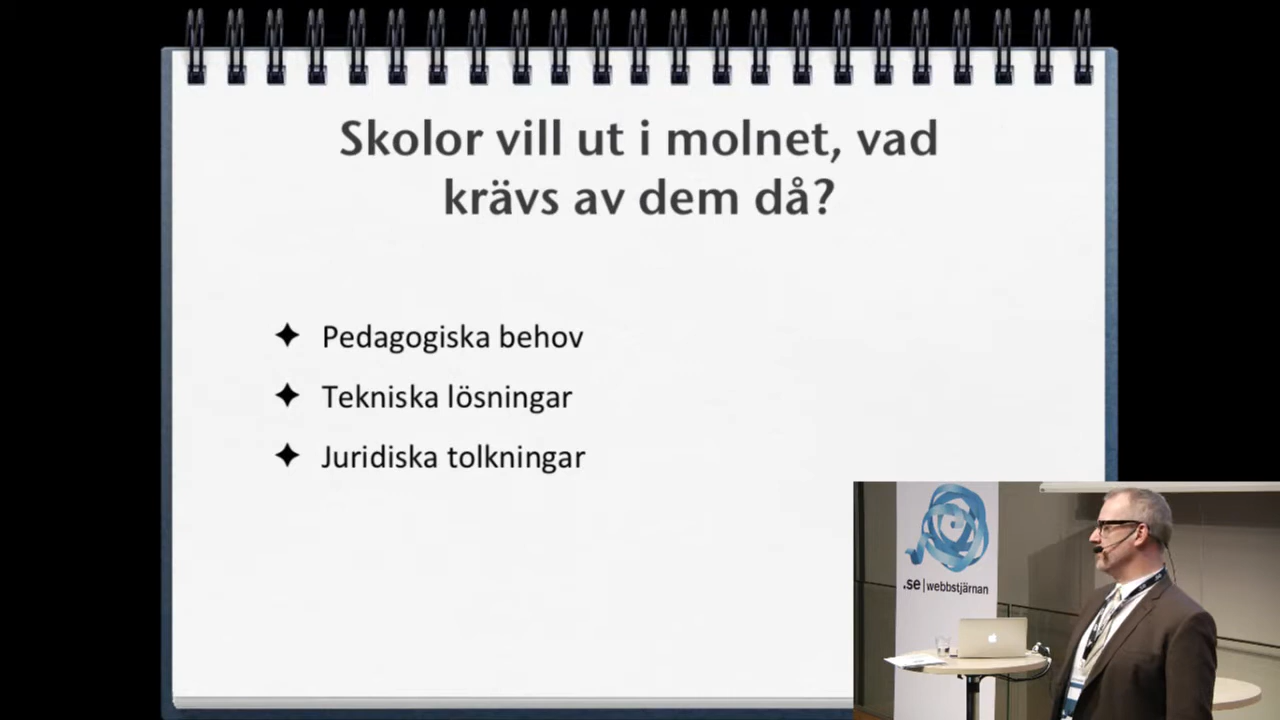 Skolor vill ut i molnet, vad
krävs av dem då?
✦ Pedagogiska behov
✦ Tekniska lösningar
✦ Juridiska tolkningar
.se | webbstjärnan